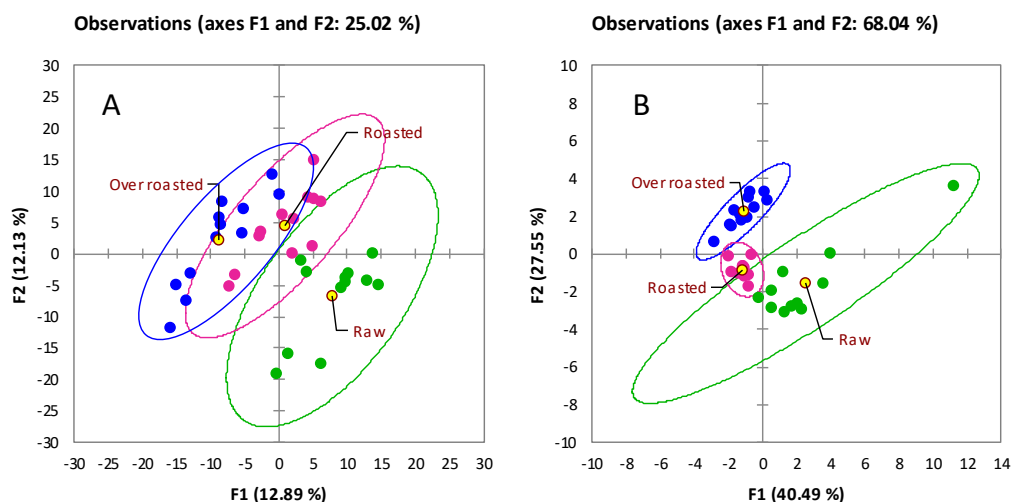 Observations (axes F1 and F2: 25.02 %)
30
25
20
15
10
5
0
-5
-10
-15
-20
-25
-30
-30 -25 -20 -15 -10 -5 0 5 10 15 20 25 30
F2 (12.13 %)
F1 (12.89 %)
A
Roasted
Over roasted
Raw
Observations (axes F1 and F2: 68.04 %)
10
8
6
4
2
0
-2
-4
-6
-8
-10
-10 -8 -6 -4 -2 0 2 4 6 8 10 12 14
F2 (27.55 %)
F1 (40.49 %)
B
Over roasted
Roasted
Raw